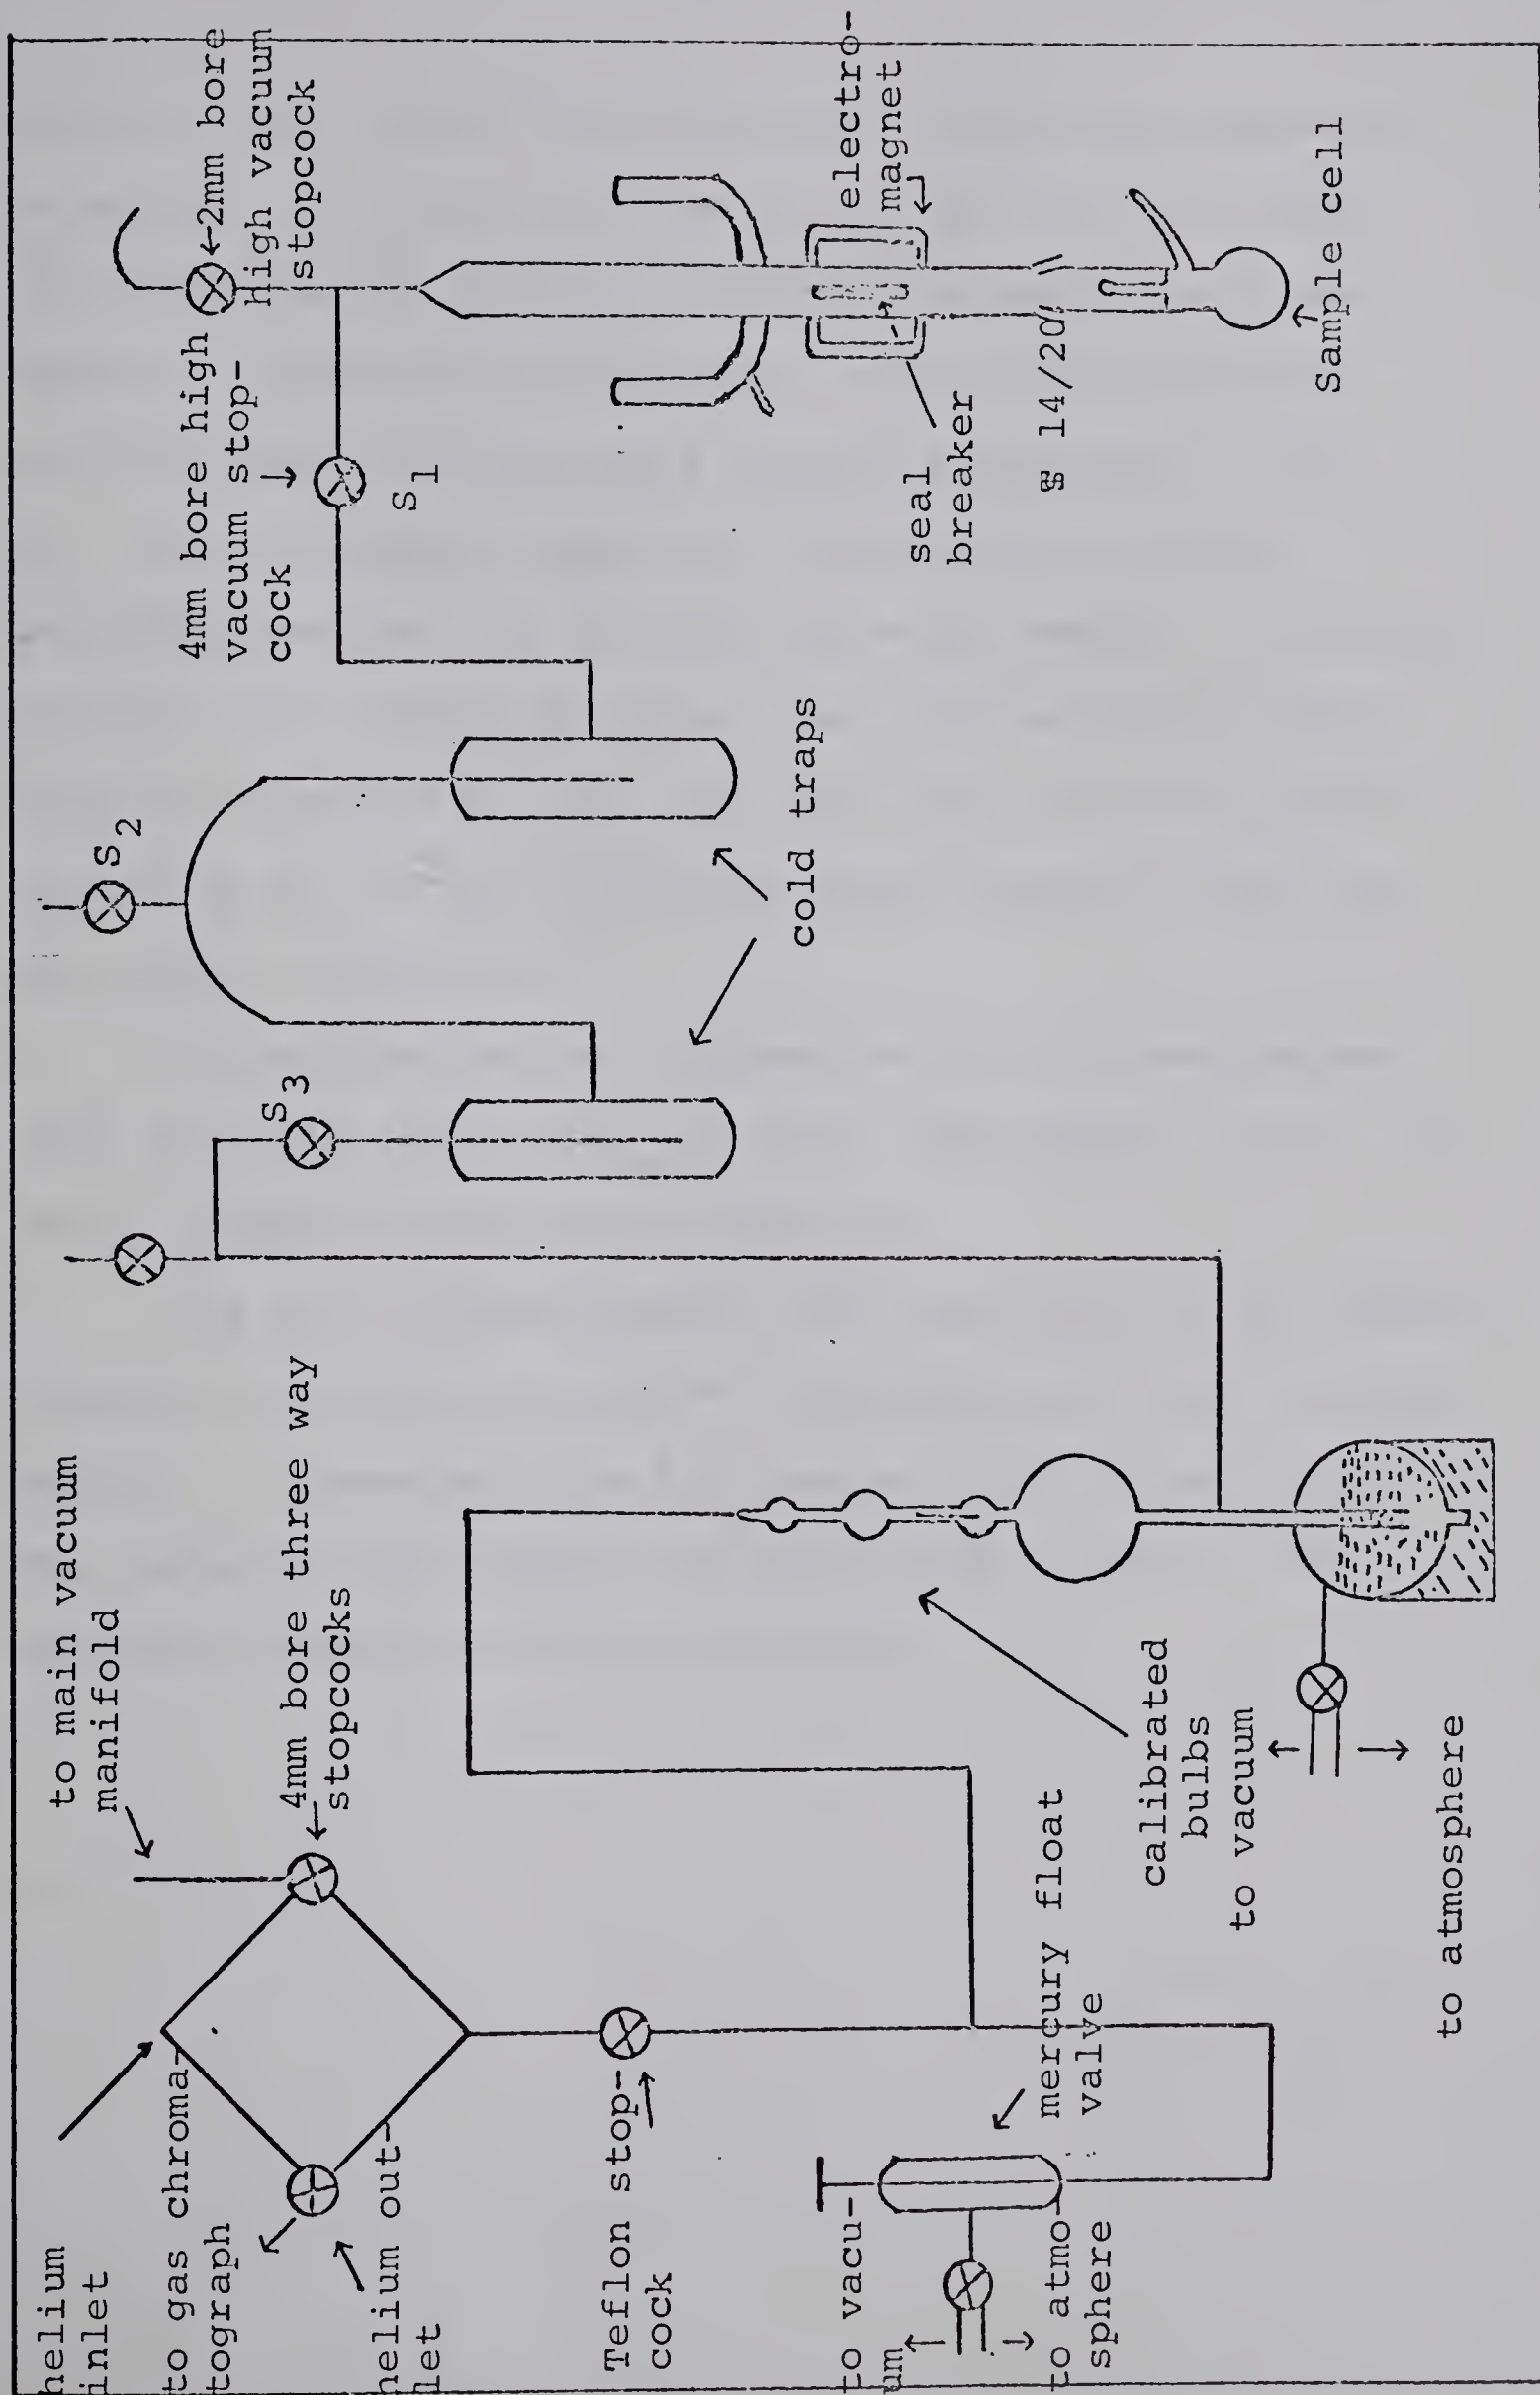 helium
inlet
to gas chroma-
tograph
helium out-
let
Teflon stop-
cock
to vacu-
um
to atmo-
sphere
mercury float
valve
to main vacuum
manifold
4mm bore three way
stopcocks
calibrated
bulbs
to vacuum
to atmosphere
S3
S2
cold traps
4mm bore high
vacuum stop-
cock
S1
2mm bore
high vacuum
stopcock
seal
breaker
14/20
electro-
magnet
Sample cell